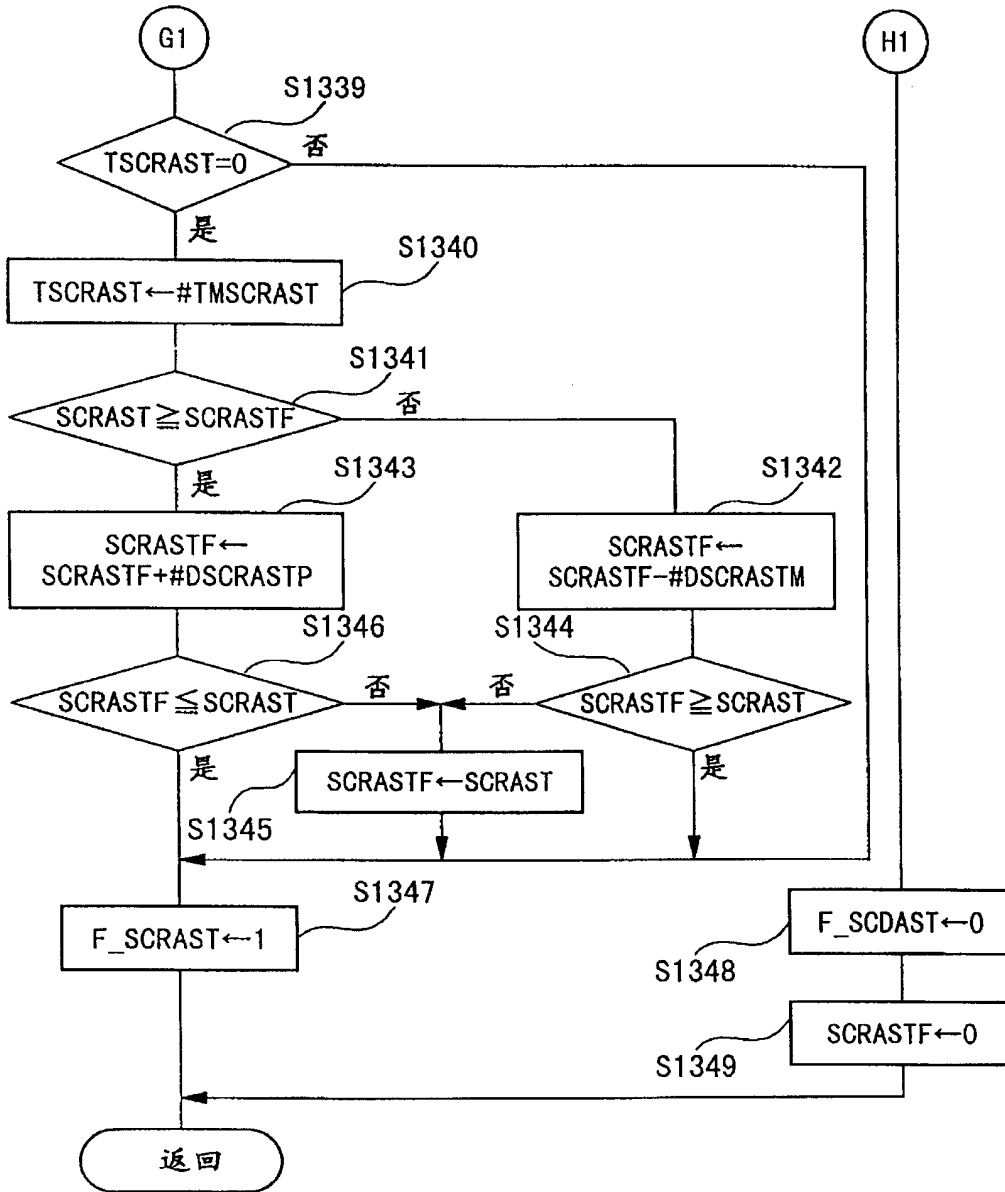 G1
H1
S1339
TSCRAST=0
否
是
S1340
TSCRAST←#TMSCRAST
S1341
SCRAST≧SCRASTF
否
是
S1343
SCRASTF←
SCRASTF+#DSCRASTP
S1342
SCRASTF←
SCRASTF-#DSCRASTM
S1346
SCRASTF≦SCRAST
否
是
S1344
否
SCRASTF≧SCRAST
是
SCRASTF←SCRAST
S1345
S1347
F_SCRAST←1
F_SCDAST←0
S1348
SCRASTF←0
S1349
返回